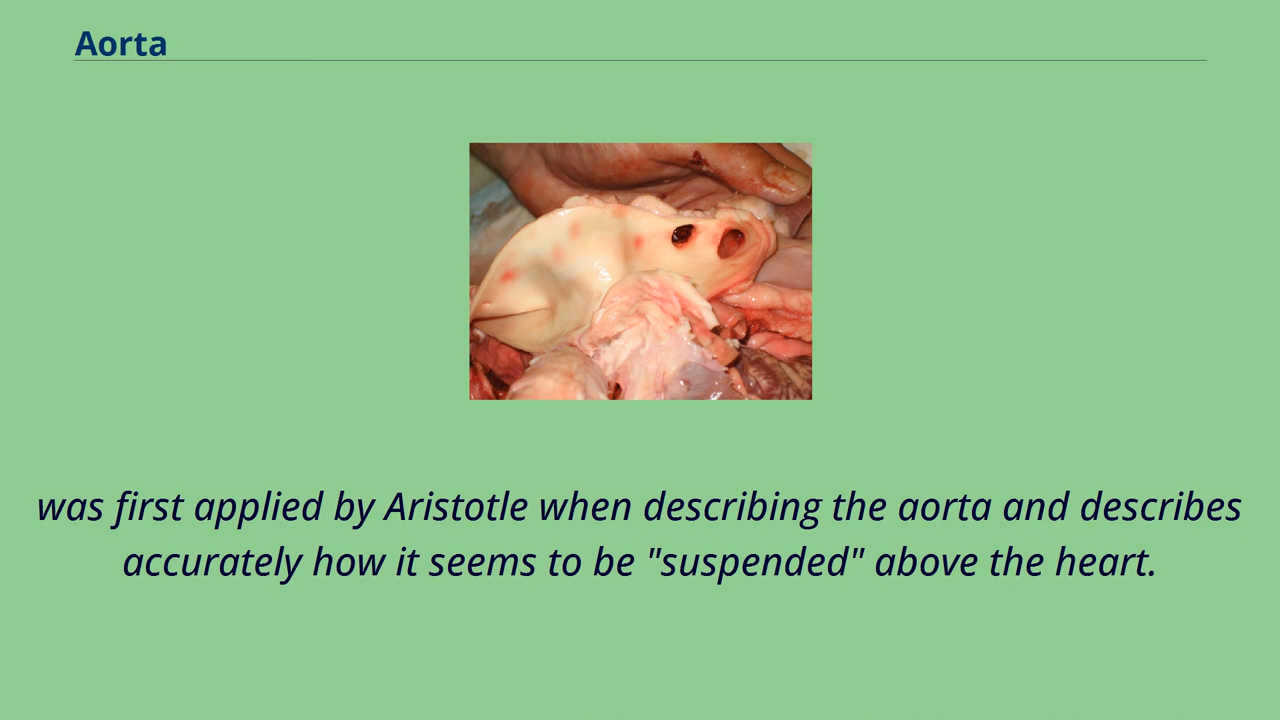 Aorta
was first applied by Aristotle when describing the aorta and describes
accurately how it seems to be "suspended" above the heart.